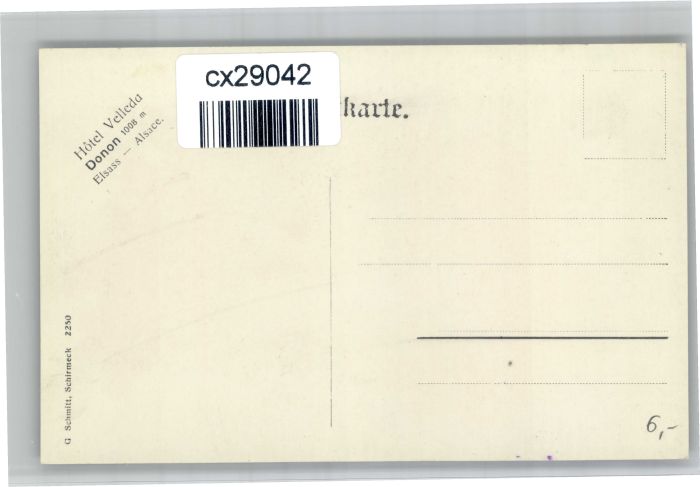 cx29042
karte.
Hôtel Velleda
Donon 1008 m
Elsass — Alsace.
G Schmitt, Schirmeck 2250
6,-